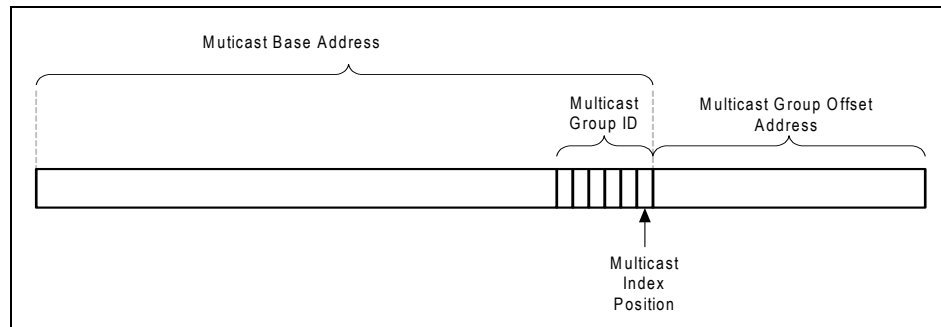 Muticast Base Address
Multicast
Group ID
Multicast Group Offset
Address
Multicast
Index
Position